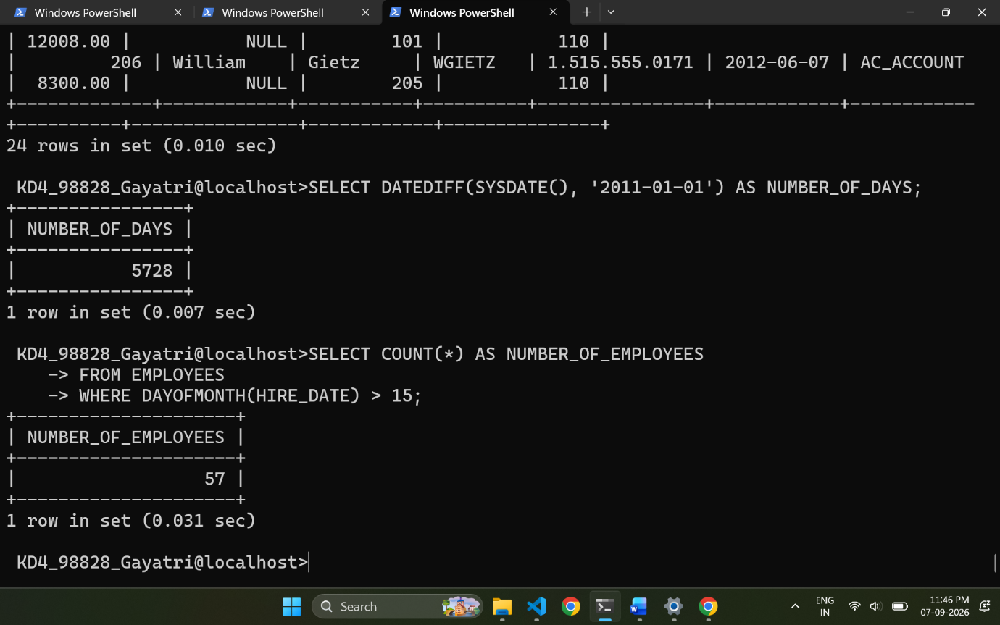 Windows PowerShell
Windows PowerShell
Windows PowerShell
| 12008.00 |           NULL |        101 |           110 |
|         206 | William    | Gietz     | WGIETZ   | 1.515.555.0171 | 2012-06-07 | AC_ACCOUNT
|  8300.00 |           NULL |        205 |           110 |
+-------------+------------+-----------+----------+----------------+------------+------------
+----------+----------------+------------+---------------+
24 rows in set (0.010 sec)
KD4_98828_Gayatri@localhost>SELECT DATEDIFF(SYSDATE(), '2011-01-01') AS NUMBER_OF_DAYS;
+----------------+
| NUMBER_OF_DAYS |
+----------------+
|           5728 |
+----------------+
1 row in set (0.007 sec)
KD4_98828_Gayatri@localhost>SELECT COUNT(*) AS NUMBER_OF_EMPLOYEES
    -> FROM EMPLOYEES
    -> WHERE DAYOFMONTH(HIRE_DATE) > 15;
+---------------------+
| NUMBER_OF_EMPLOYEES |
+---------------------+
|                  57 |
+---------------------+
1 row in set (0.031 sec)
KD4_98828_Gayatri@localhost>
Search
ENG
IN
11:46 PM
07-09-2026